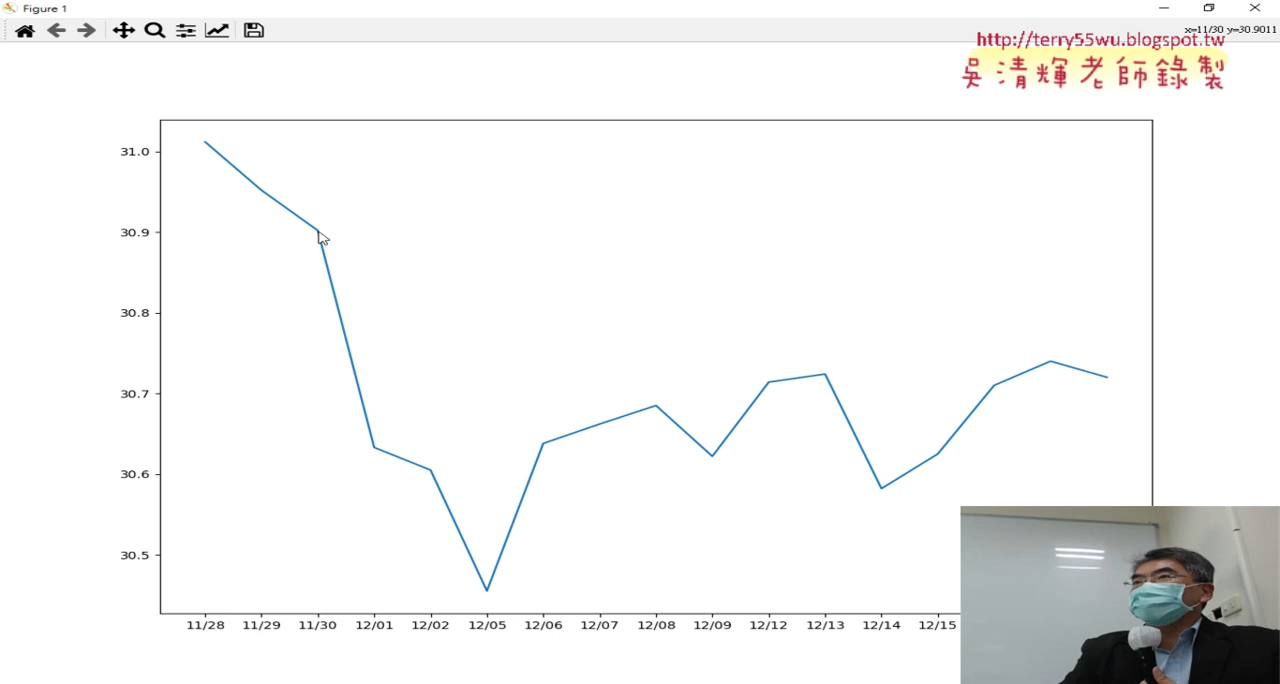 Figure 1
x=11/30 y=30.9011
http://terry55wu.blogspot.tw
吳清輝老師錄製
31.0
30.9
30.8
30.7
30.6
30.5
11/28 11/29 11/30 12/01 12/02 12/05 12/06 12/07 12/08 12/09 12/12 12/13 12/14 12/15